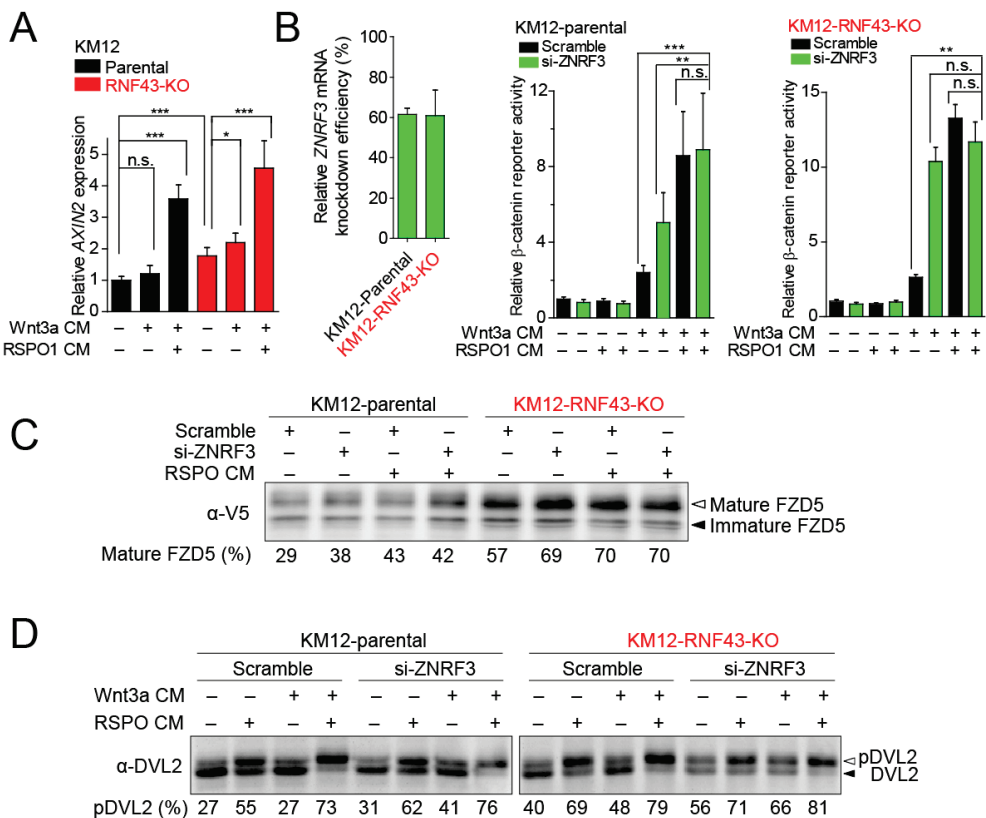 A
KM12
Parental
RNF43-KO
Relative AXIN2 expression
5
4
3
2
1
0
***
***
n.s.
***
*
Wnt3a CM – + + – + +
RSPO1 CM – – + – – +
B
Relative ZNRF3 mRNA
knockdown efficiency (%)
100
80
60
40
20
0
KM12-Parental
KM12-RNF43-KO
KM12-parental
Scramble
si-ZNRF3
Relative β-catenin reporter activity
12
8
4
0
***
**
n.s.
Wnt3a CM – – – – + + + +
RSPO1 CM – – + + – – + +
KM12-RNF43-KO
Scramble
si-ZNRF3
Relative β-catenin reporter activity
15
10
5
0
**
n.s.
n.s.
Wnt3a CM – – – – + + + +
RSPO1 CM – – + + – – + +
C
KM12-parental KM12-RNF43-KO
Scramble + – + – + – + –
si-ZNRF3 – + – + – + – +
RSPO CM – – + + – – + +
α-V5
Mature FZD5
Immature FZD5
Mature FZD5 (%) 29 38 43 42 57 69 70 70
D
KM12-parental KM12-RNF43-KO
Scramble si-ZNRF3 Scramble si-ZNRF3
Wnt3a CM – – + + – – + + – – + + – – + +
RSPO CM – + – + – + – + – + – + – + – +
α-DVL2
pDVL2
DVL2
pDVL2 (%) 27 55 27 73 31 62 41 76 40 69 48 79 56 71 66 81